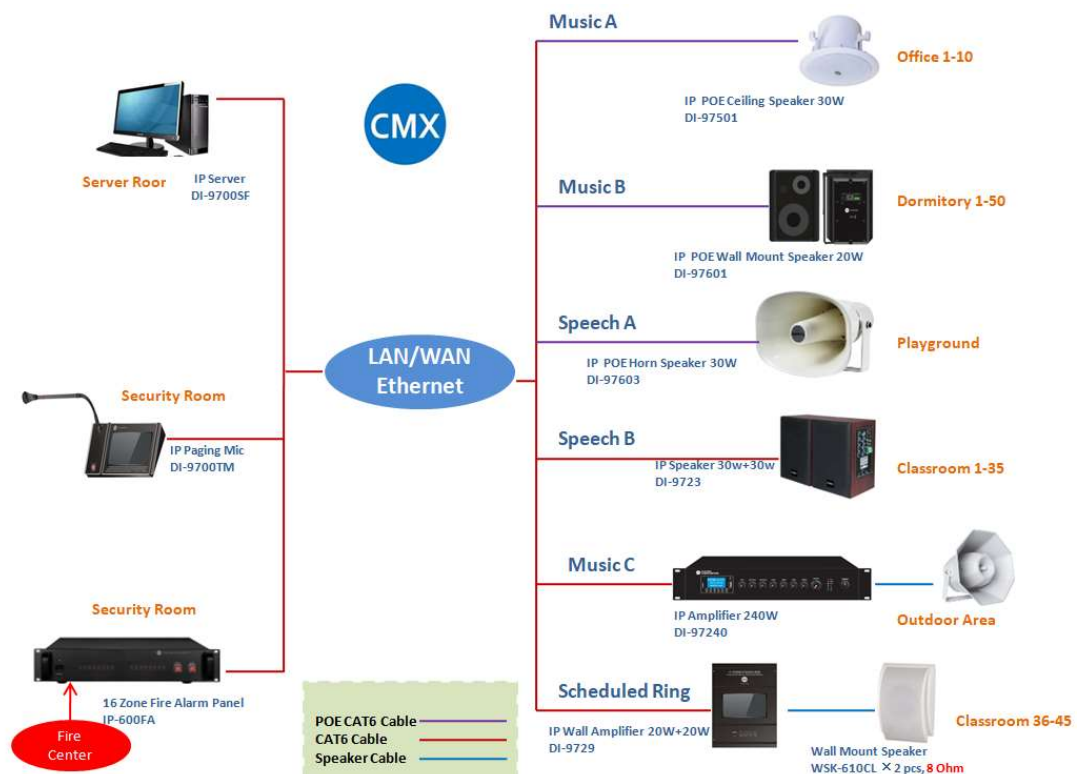 Music A
Office 1-10
IP POE Ceiling Speaker 30W
DI-97501
CMX
Server Roor
IP Server
DI-9700SF
Music B
Dormitory 1-50
IP POE Wall Mount Speaker 20W
DI-97601
Speech A
Playground
IP POE Horn Speaker 30W
DI-97603
LAN/WAN
Ethernet
Security Room
IP Paging Mic
DI-9700TM
Speech B
IP Speaker 30w+30w
DI-9723
Classroom 1-35
Music C
IP Amplifier 240W
DI-97240
Outdoor Area
Security Room
16 Zone Fire Alarm Panel
IP-600FA
Fire
Center
POE CAT6 Cable
CAT6 Cable
Speaker Cable
Scheduled Ring
IP Wall Amplifier 20W+20W
DI-9729
Classroom 36-45
Wall Mount Speaker
WSK-610CL × 2 pcs, 8 Ohm